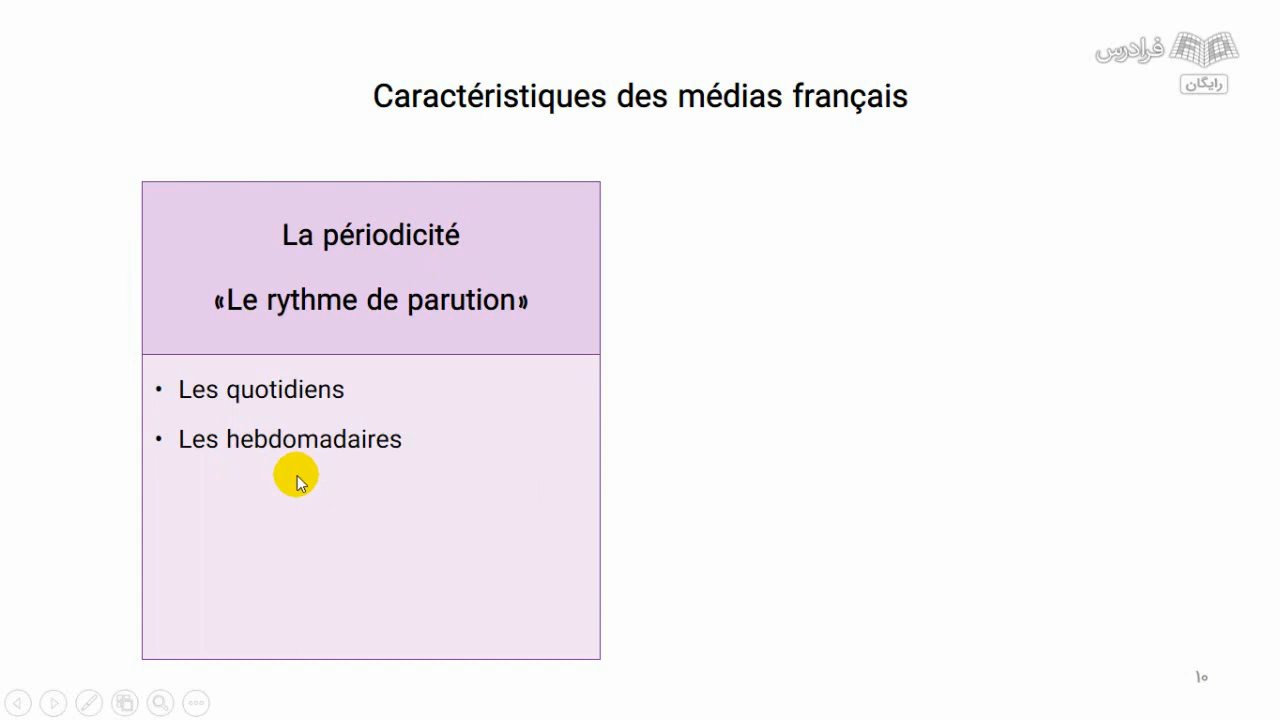 فرادرس
رایگان
Caractéristiques des médias français
La périodicité
«Le rythme de parution»
• Les quotidiens
• Les hebdomadaires
۱۰